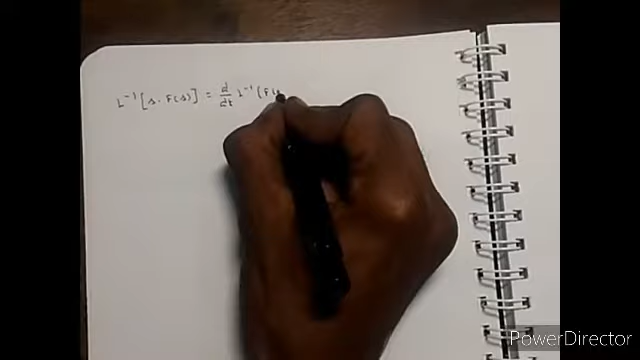 L⁻¹[s. F(s)] = d/dt L⁻¹[F(s
PowerDirector